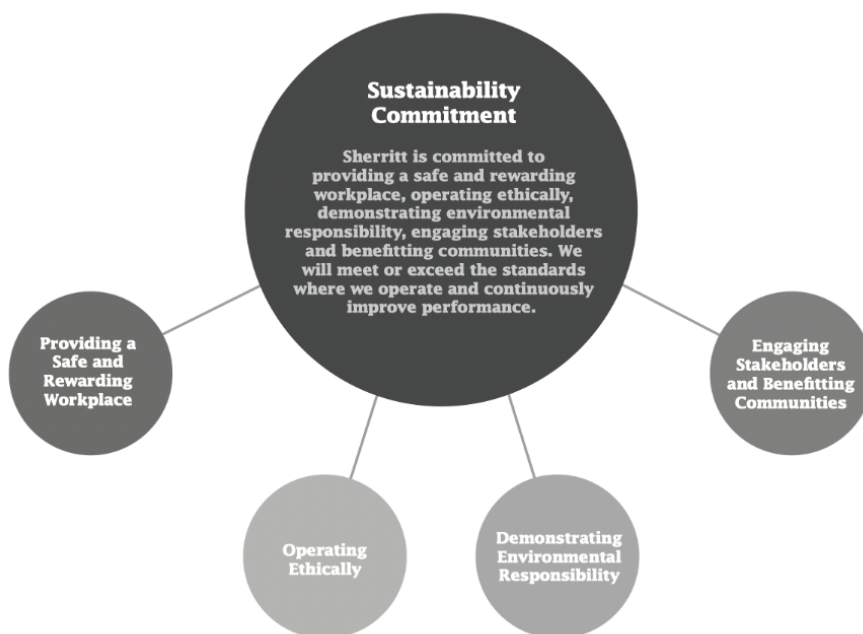 Sustainability
Commitment
Sherritt is committed to
providing a safe and rewarding
workplace, operating ethically,
demonstrating environmental
responsibility, engaging stakeholders
and benefitting communities. We
will meet or exceed the standards
where we operate and continuously
improve performance.
Providing a
Safe and
Rewarding
Workplace
Operating
Ethically
Demonstrating
Environmental
Responsibility
Engaging
Stakeholders
and Benefitting
Communities